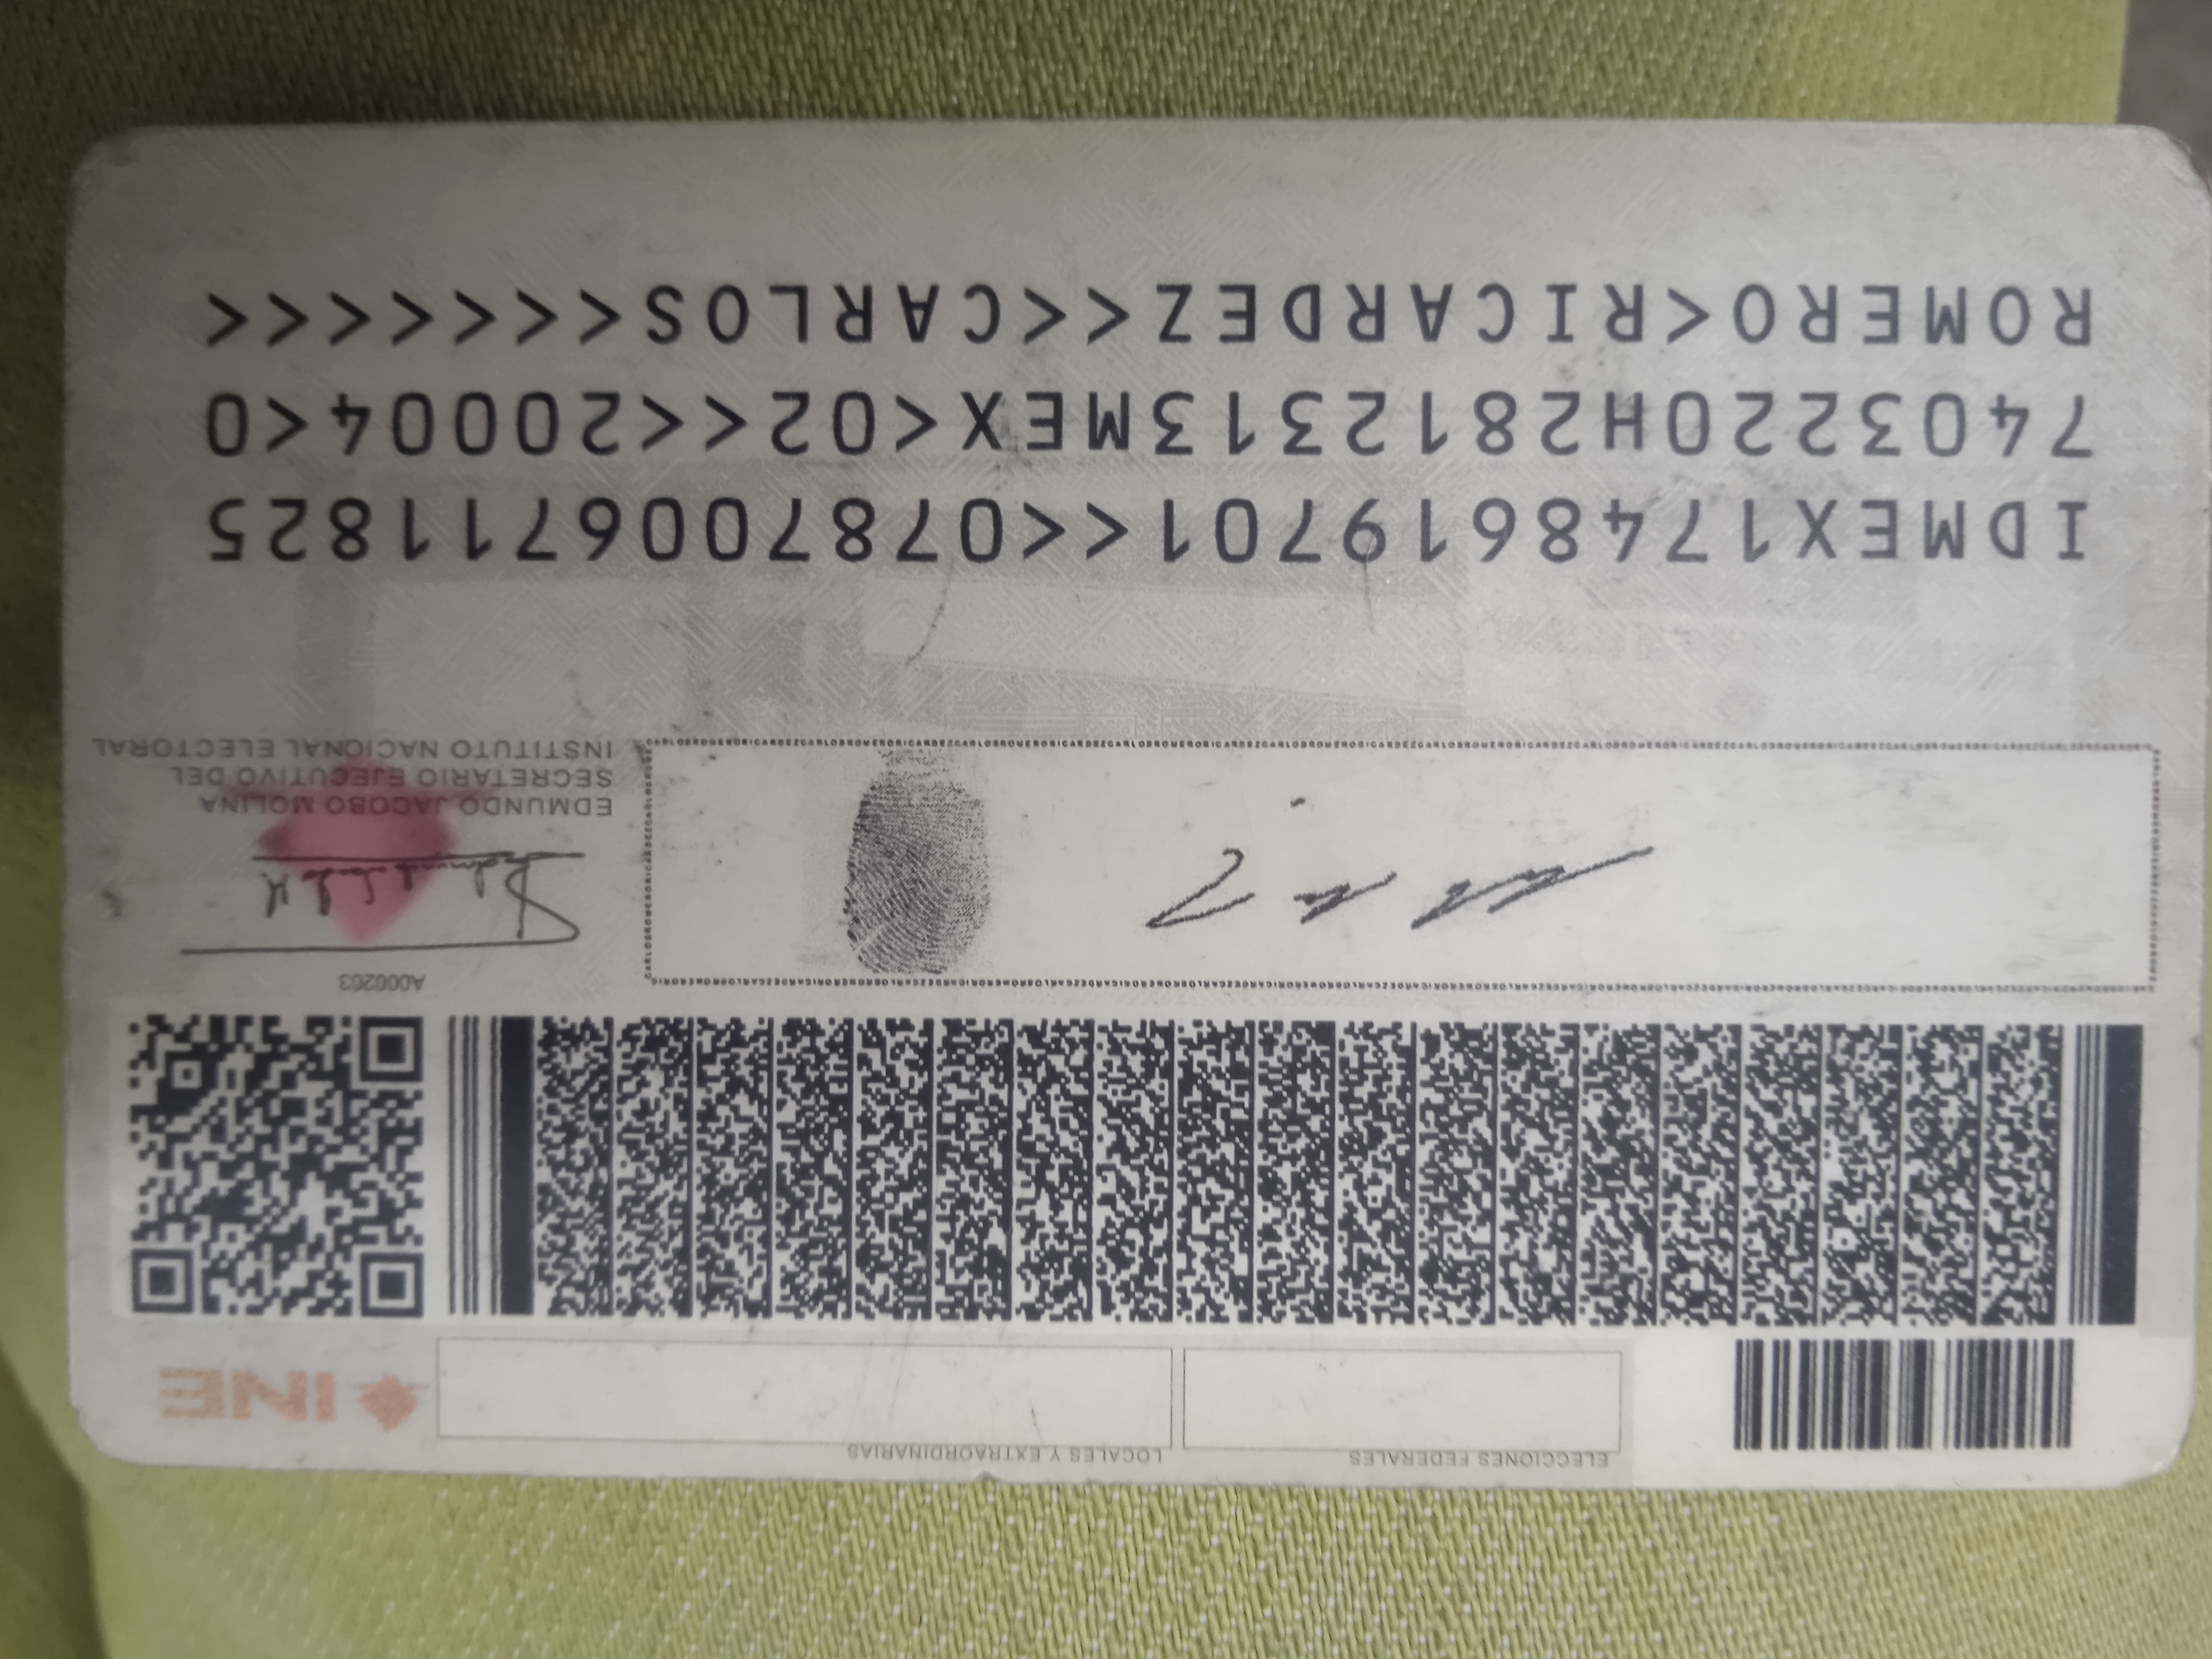 ELECCIONES FEDERALES
LOCALES Y EXTRAORDINARIAS
INE
A000203
EDMUNDO JACOBO MOLINA
SECRETARIO EJECUTIVO DEL
INSTITUTO NACIONAL ELECTORAL
IDMEX1748619701<<0787006711825
7403220H2812313MEX<02<<20004<0
ROMERO<RICARDEZ<<CARLOS<<<<<<<